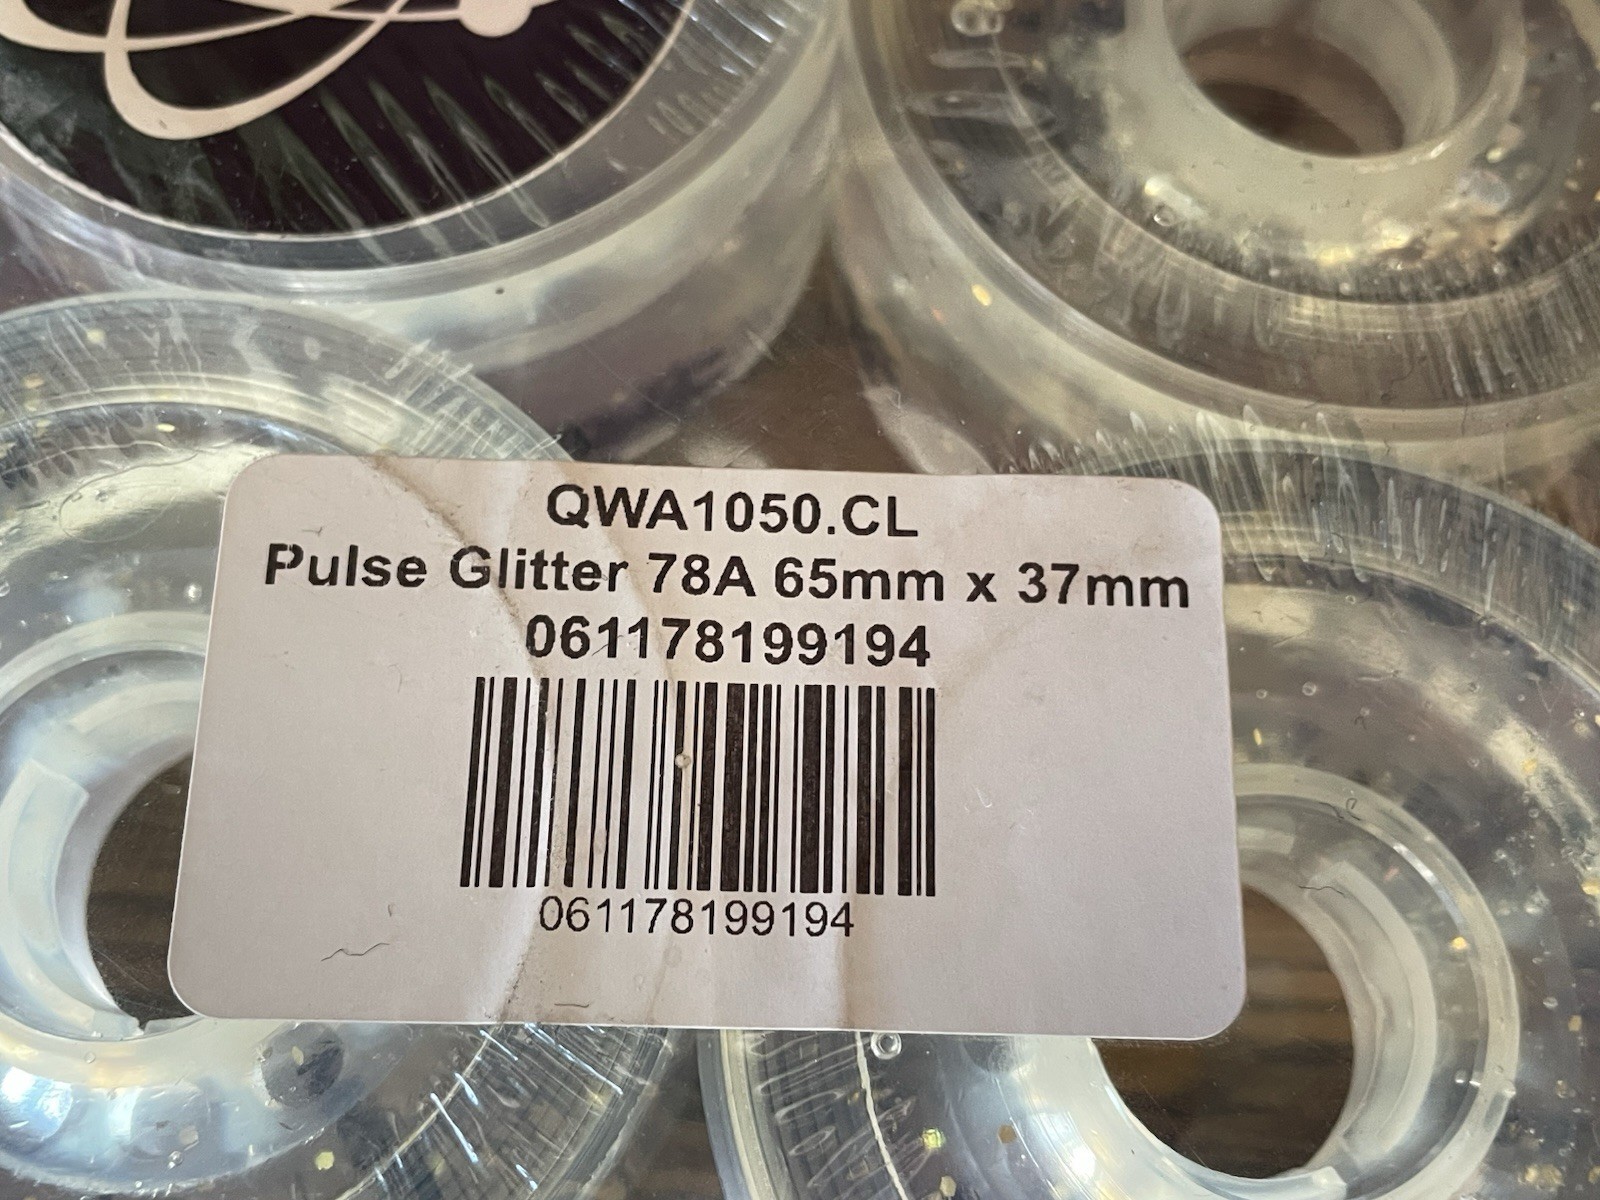 QWA1050.CL
Pulse Glitter 78A 65mm x 37mm
061178199194
061178199194